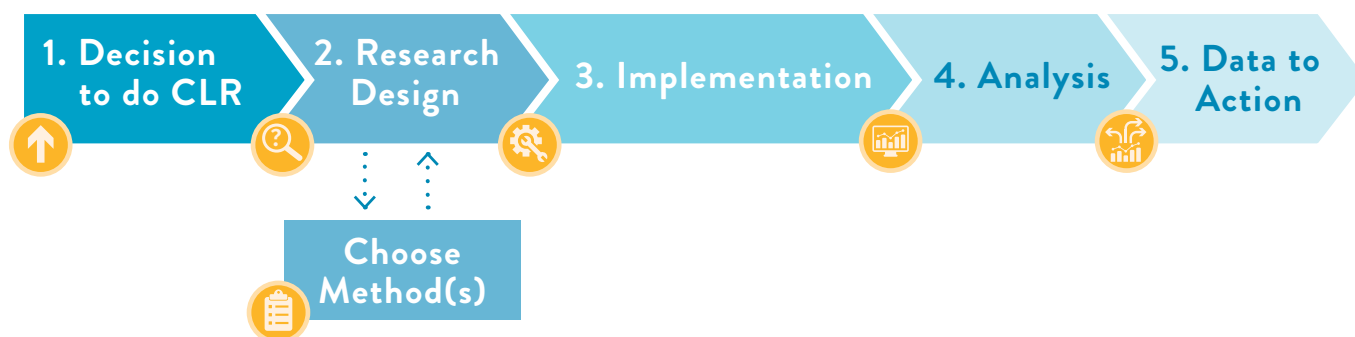 1. Decision
to do CLR
2. Research
Design
3. Implementation
4. Analysis
5. Data to
Action
Choose
Method(s)
?